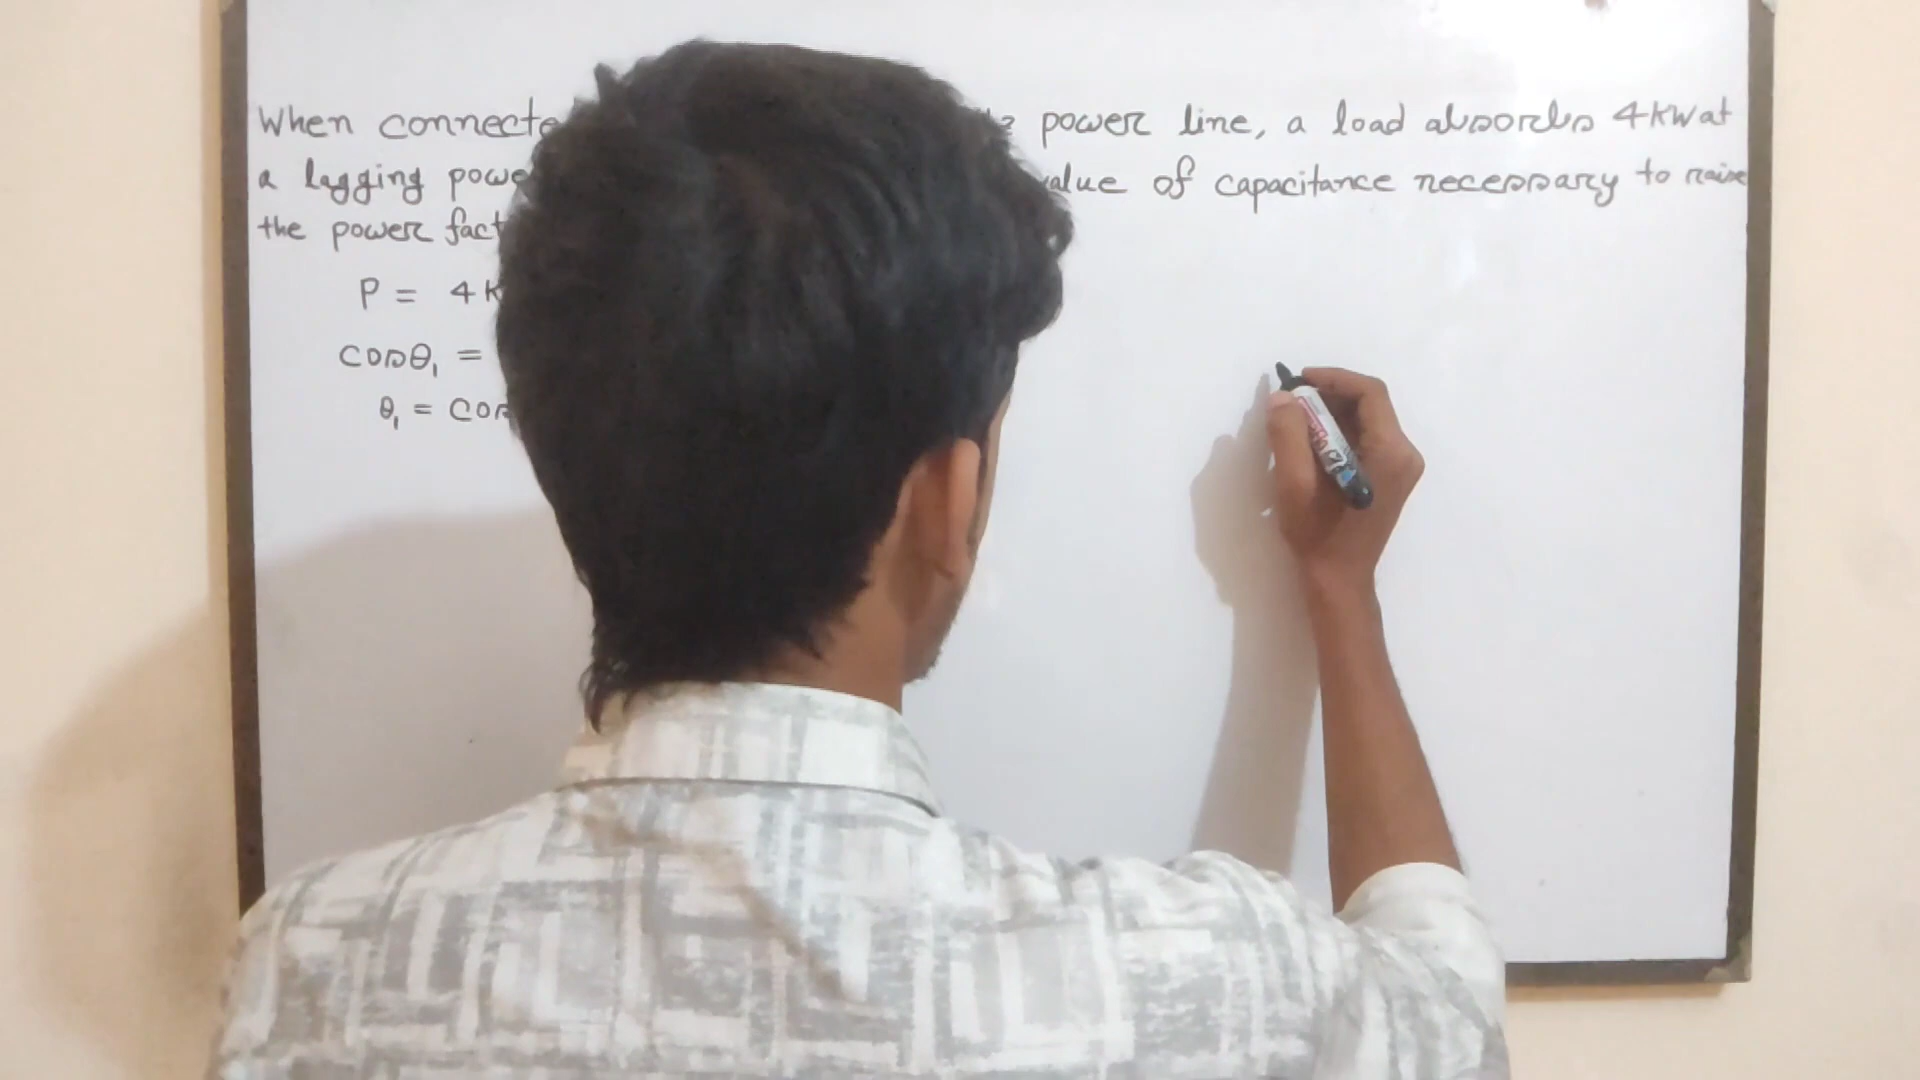 When connecte power line, a load absorbs 4kW at
a lagging powe value of capacitance necessary to raise
the power fact
P = 4k
cosθ₁ =
θ₁ = cos